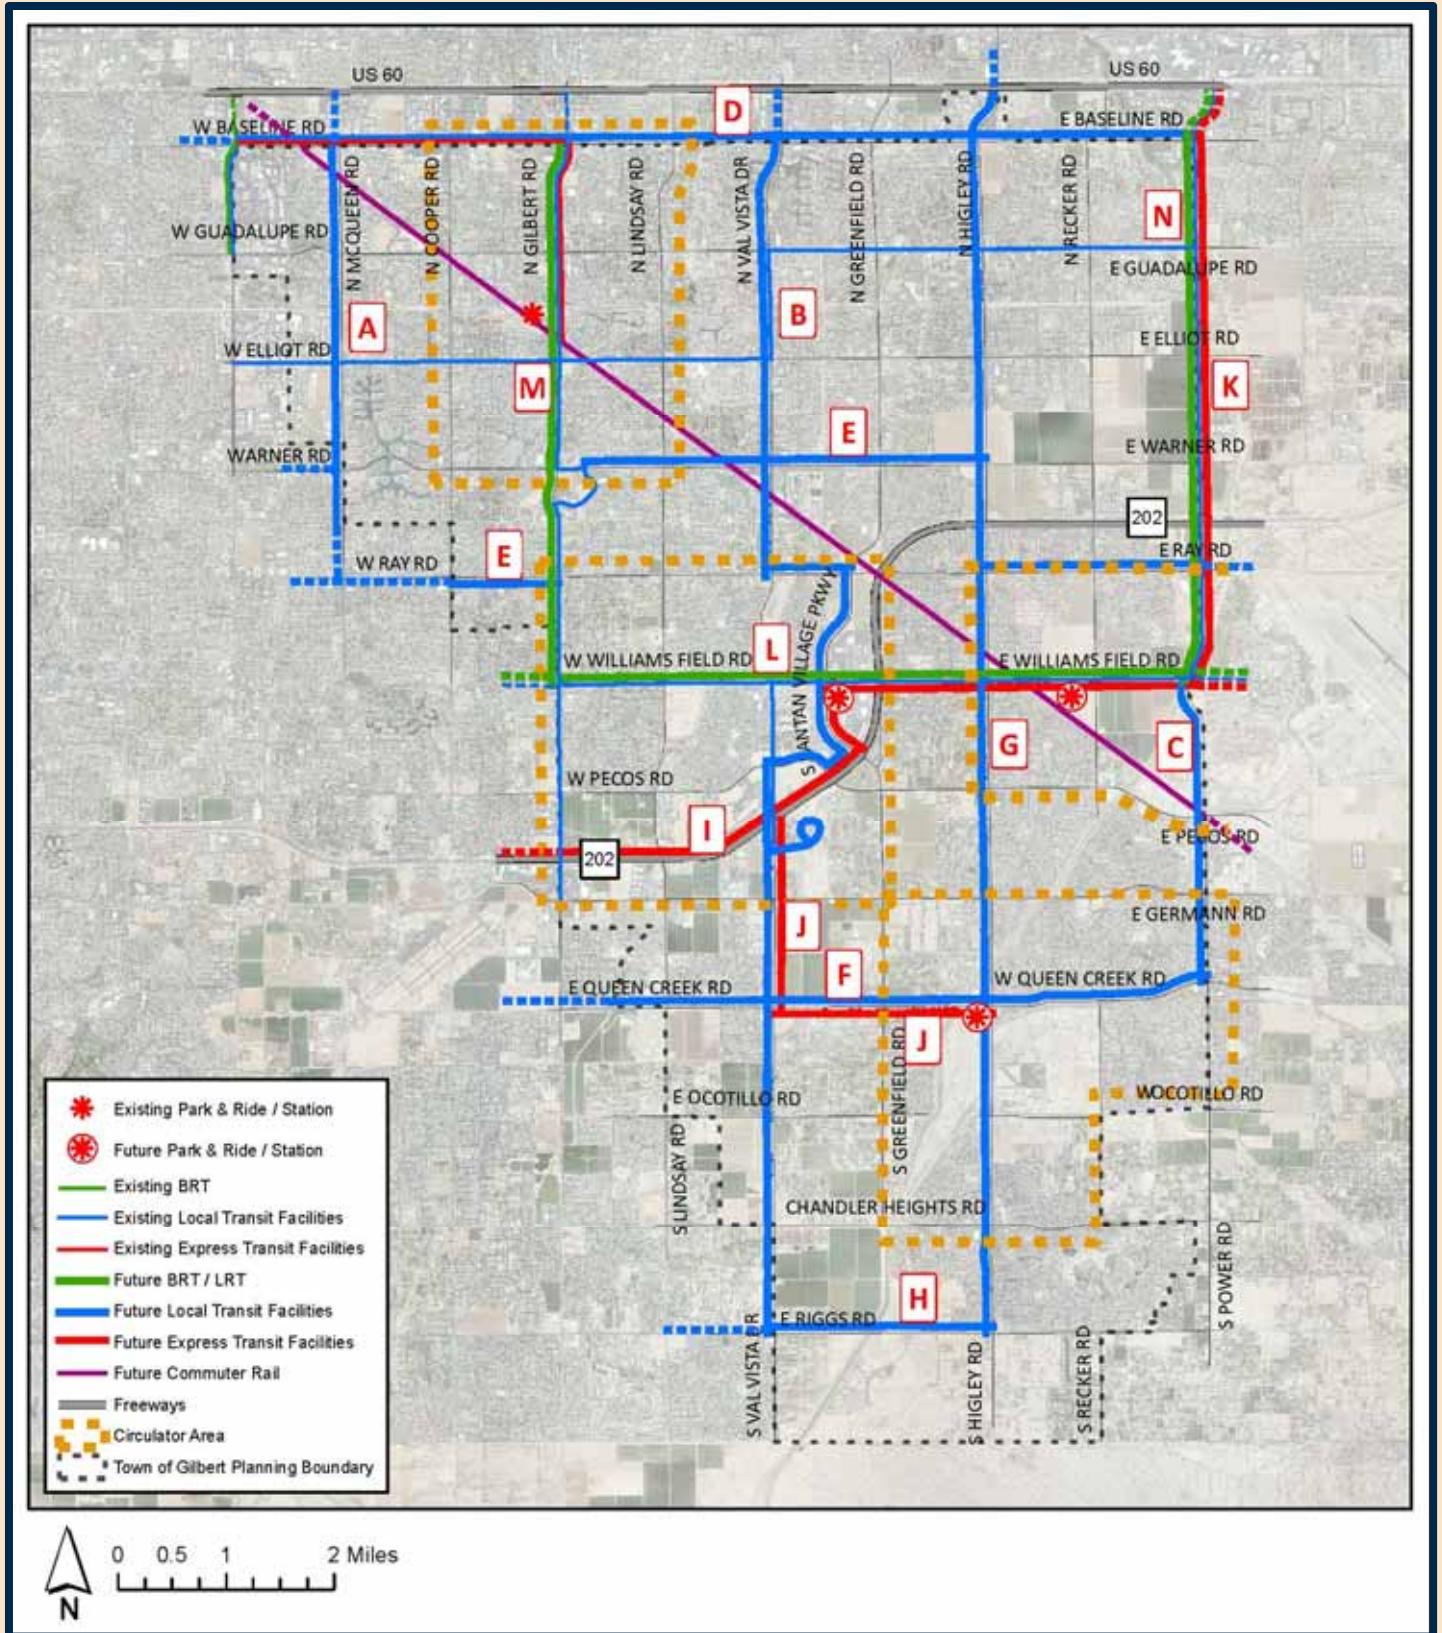 US 60
US 60
D
W BASELINE RD
E BASELINE RD
N MCQUEEN RD
N COOPER RD
N GILBERT RD
N LINDSAY RD
N VAL VISTA DR
N GREENFIELD RD
N HIGLEY RD
N RECKER RD
N
W GUADALUPE RD
E GUADALUPE RD
A
B
W ELLIOT RD
E ELLIOT RD
M
K
E
WARNER RD
E WARNER RD
202
E
W RAY RD
E RAY RD
S SANTAN VILLAGE PKWY
L
W WILLIAMS FIELD RD
E WILLIAMS FIELD RD
G
C
W PECOS RD
I
E PECOS RD
202
J
E GERMANN RD
F
E QUEEN CREEK RD
W QUEEN CREEK RD
J
S GREENFIELD RD
E OCOTILLO RD
W OCOTILLO RD
S LINDSAY RD
CHANDLER HEIGHTS RD
S POWER RD
H
E RIGGS RD
S VAL VISTA DR
S HIGLEY RD
S RECKER RD
Existing Park & Ride / Station
Future Park & Ride / Station
Existing BRT
Existing Local Transit Facilities
Existing Express Transit Facilities
Future BRT / LRT
Future Local Transit Facilities
Future Express Transit Facilities
Future Commuter Rail
Freeways
Circulator Area
Town of Gilbert Planning Boundary
0 0.5 1 2 Miles
N